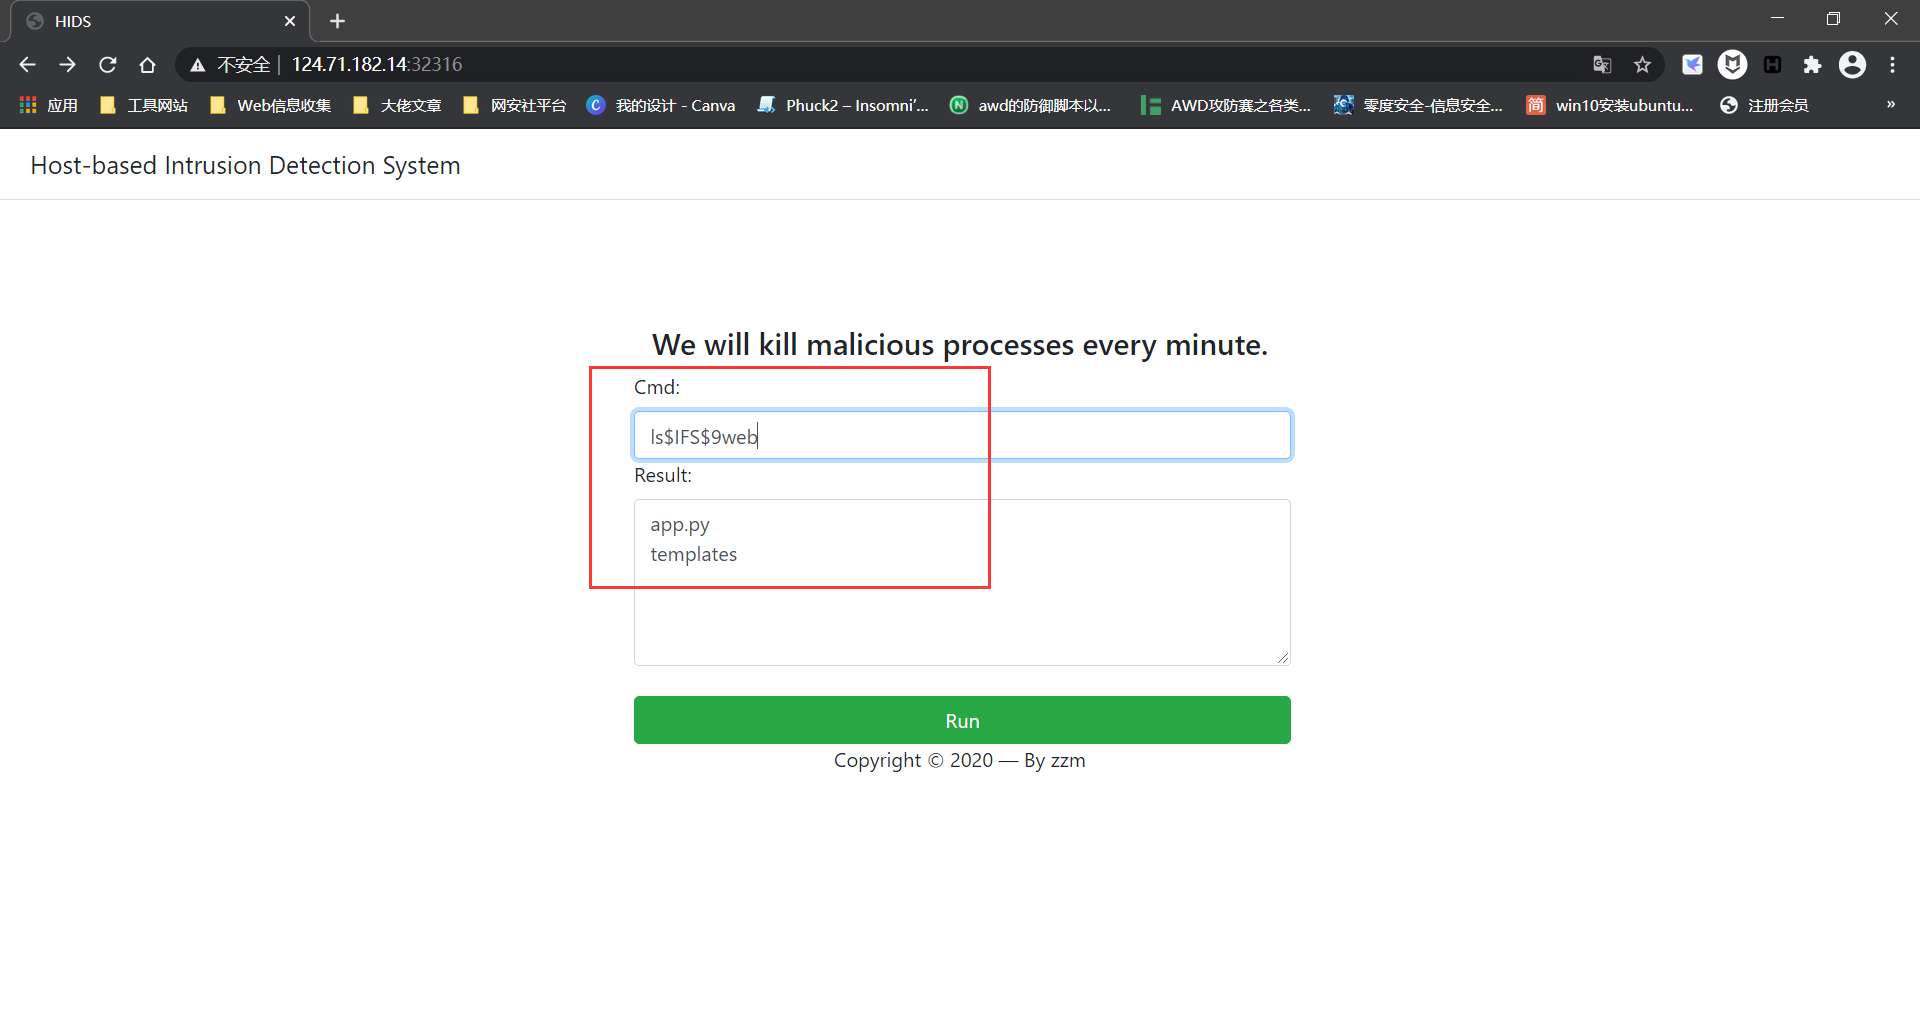 HIDS
不安全 | 124.71.182.14:32316
应用 工具网站 Web信息收集 大佬文章 网安社平台 我的设计 - Canva Phuck2 – Insomni'... awd的防御脚本以... AWD攻防赛之各类... 零度安全-信息安全... 简 win10安装ubuntu... 注册会员 »
Host-based Intrusion Detection System
We will kill malicious processes every minute.
Cmd:
ls$IFS$9web
Result:
app.py
templates
Run
Copyright © 2020 — By zzm